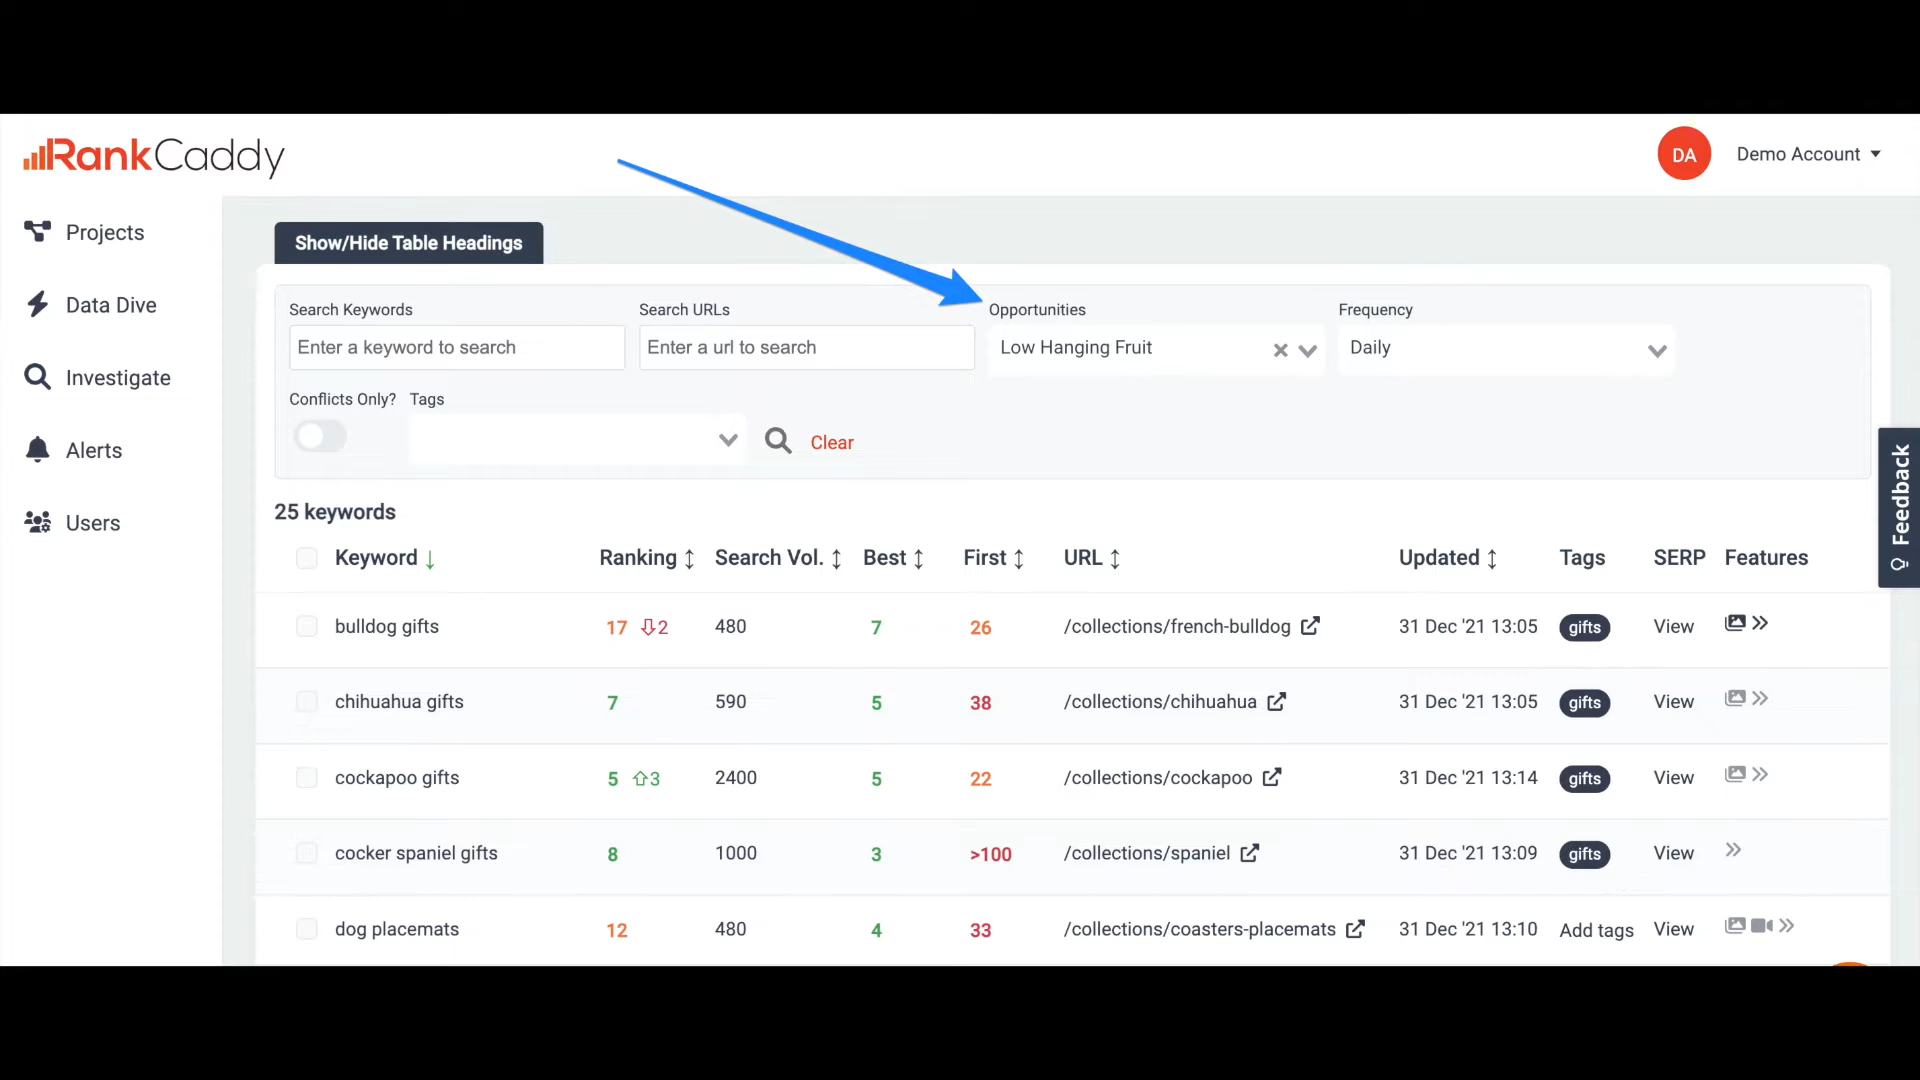 RankCaddy
DA Demo Account
Projects
Data Dive
Investigate
Alerts
Users
Show/Hide Table Headings
Search Keywords Search URLs Opportunities Frequency
Enter a keyword to search Enter a url to search Low Hanging Fruit Daily
Conflicts Only? Tags
Clear
Feedback
25 keywords
Keyword Ranking Search Vol. Best First URL Updated Tags SERP Features
bulldog gifts 17 2 480 7 26 /collections/french-bulldog 31 Dec '21 13:05 gifts View
chihuahua gifts 7 590 5 38 /collections/chihuahua 31 Dec '21 13:05 gifts View
cockapoo gifts 5 3 2400 5 22 /collections/cockapoo 31 Dec '21 13:14 gifts View
cocker spaniel gifts 8 1000 3 >100 /collections/spaniel 31 Dec '21 13:09 gifts View
dog placemats 12 480 4 33 /collections/coasters-placemats 31 Dec '21 13:10 Add tags View